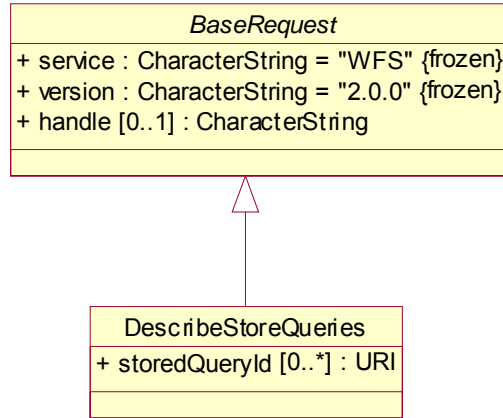 BaseRequest
+ service : CharacterString = "WFS" {frozen}
+ version : CharacterString = "2.0.0" {frozen}
+ handle [0..1] : CharacterString
DescribeStoreQueries
+ storedQueryId [0..*] : URI